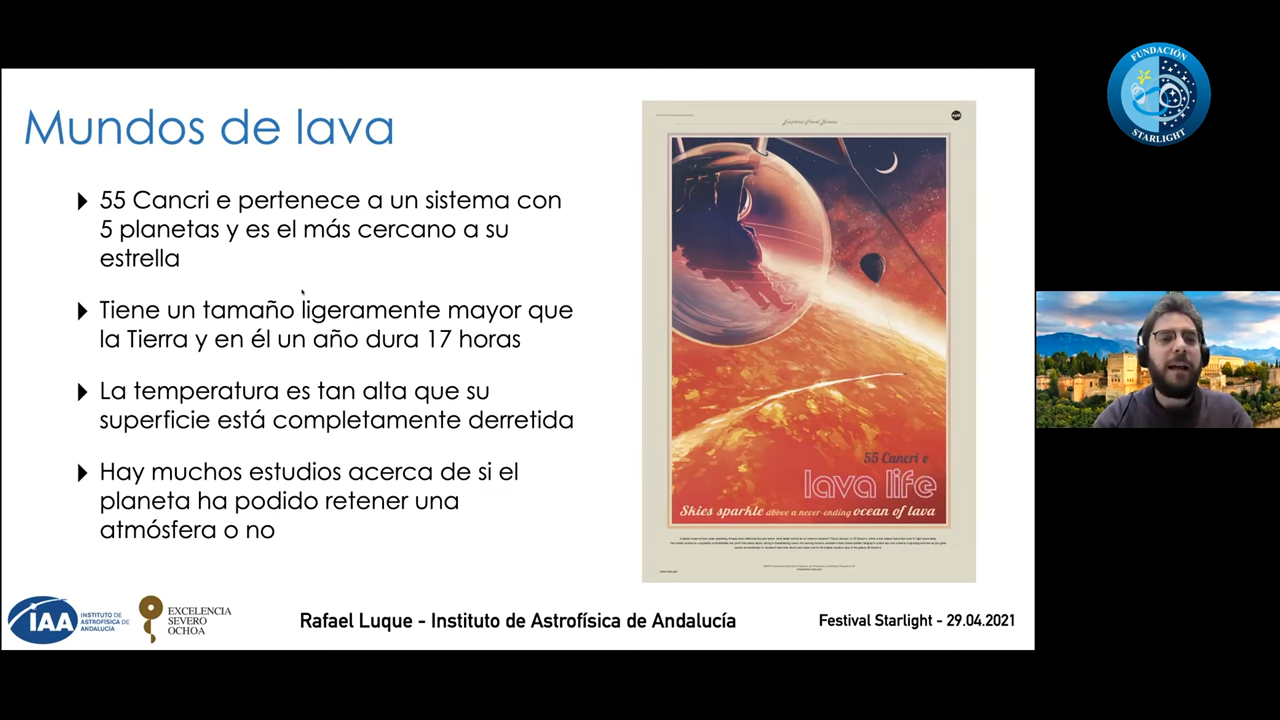 Mundos de lava
55 Cancri e pertenece a un sistema con
5 planetas y es el más cercano a su
estrella
Tiene un tamaño ligeramente mayor que
la Tierra y en él un año dura 17 horas
La temperatura es tan alta que su
superficie está completamente derretida
Hay muchos estudios acerca de si el
planeta ha podido retener una
atmósfera o no
55 Cancri e
lava life
Skies sparkle above a never-ending ocean of lava
IAA
INSTITUTO DE
ASTROFÍSICA DE
ANDALUCÍA
EXCELENCIA
SEVERO
OCHOA
Rafael Luque - Instituto de Astrofísica de Andalucía
Festival Starlight - 29.04.2021
FUNDACIÓN
STARLIGHT